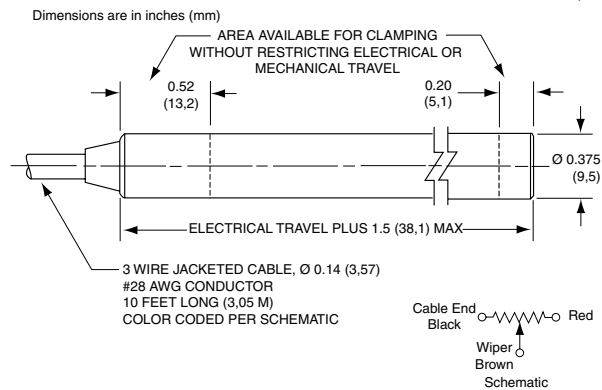 Dimensions are in inches (mm)
AREA AVAILABLE FOR CLAMPING
WITHOUT RESTRICTING ELECTRICAL OR
MECHANICAL TRAVEL
0.52
(13,2)
0.20
(5,1)
Ø 0.375
(9,5)
ELECTRICAL TRAVEL PLUS 1.5 (38,1) MAX
3 WIRE JACKETED CABLE, Ø 0.14 (3,57)
#28 AWG CONDUCTOR
10 FEET LONG (3,05 M)
COLOR CODED PER SCHEMATIC
Cable End
Black
Red
Wiper
Brown
Schematic